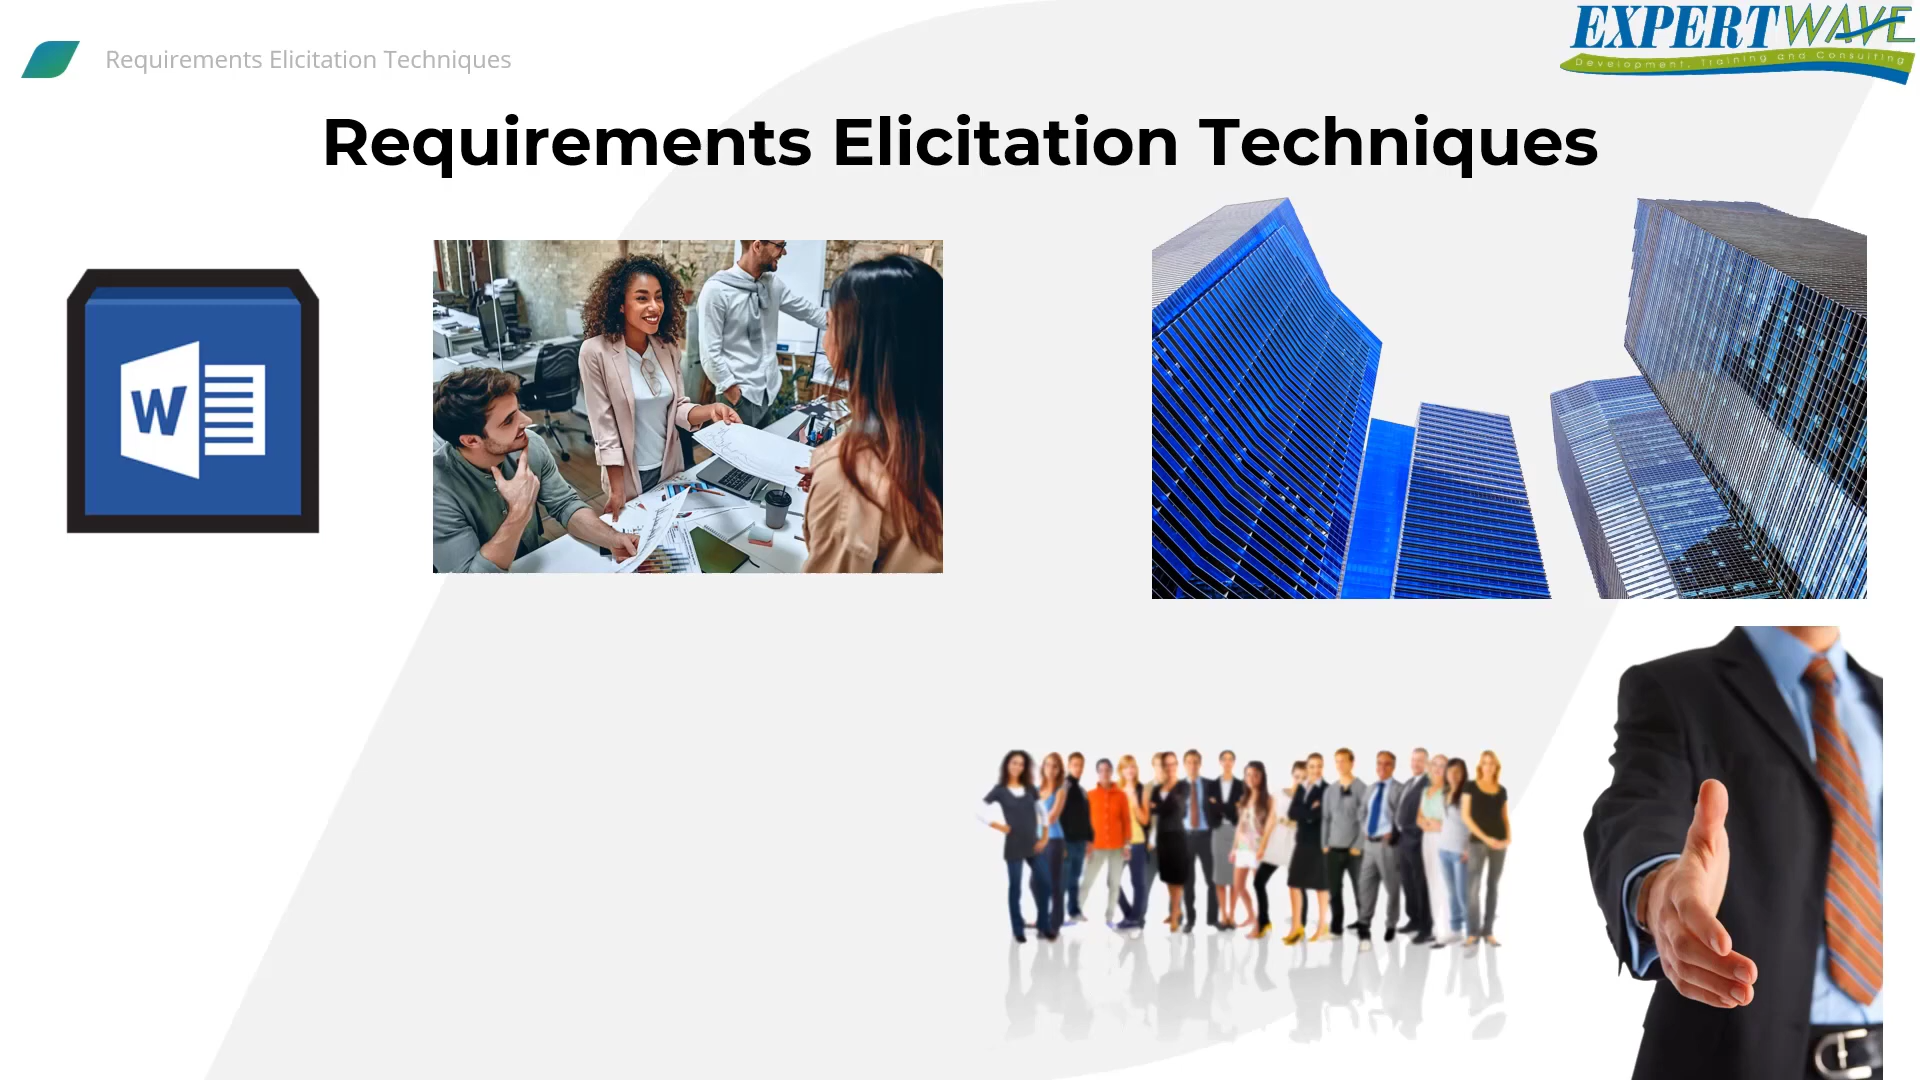 Requirements Elicitation Techniques
EXPERTWAVE
Development, Training and Consulting
Requirements Elicitation Techniques
W